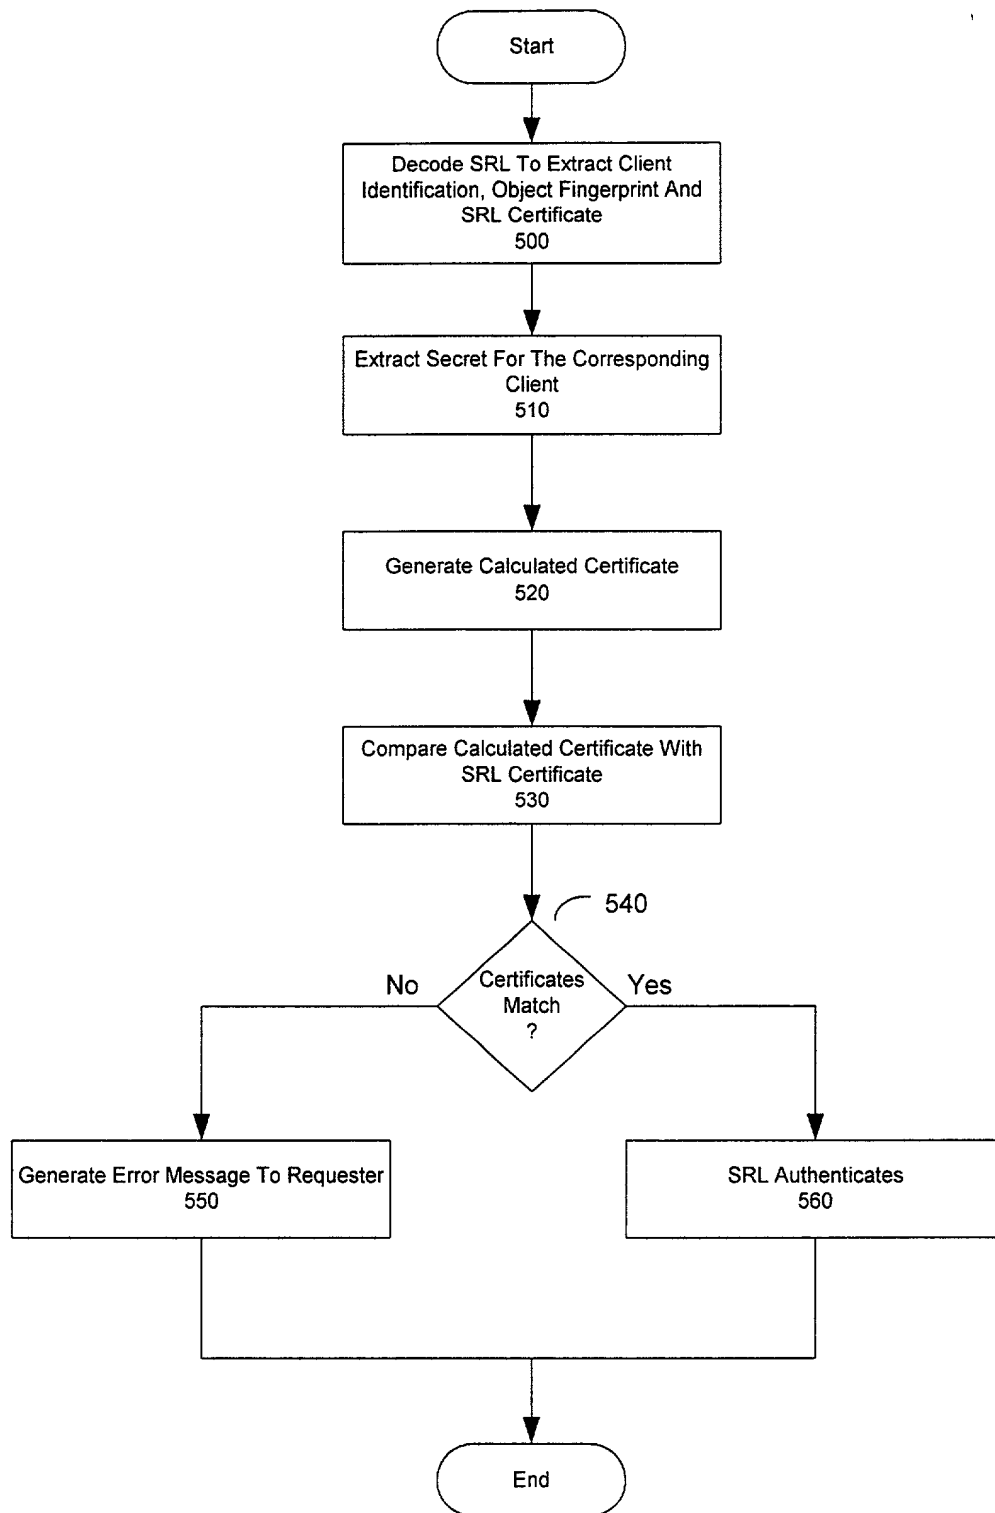 Start
Decode SRL To Extract Client
Identification, Object Fingerprint And
SRL Certificate
500
Extract Secret For The Corresponding
Client
510
Generate Calculated Certificate
520
Compare Calculated Certificate With
SRL Certificate
530
540
Certificates
Match
?
No
Yes
Generate Error Message To Requester
550
SRL Authenticates
560
End